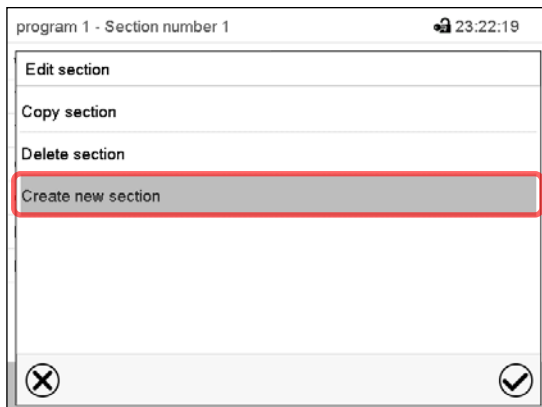 program 1 - Section number 1 23:22:19
Edit section
Copy section
Delete section
Create new section